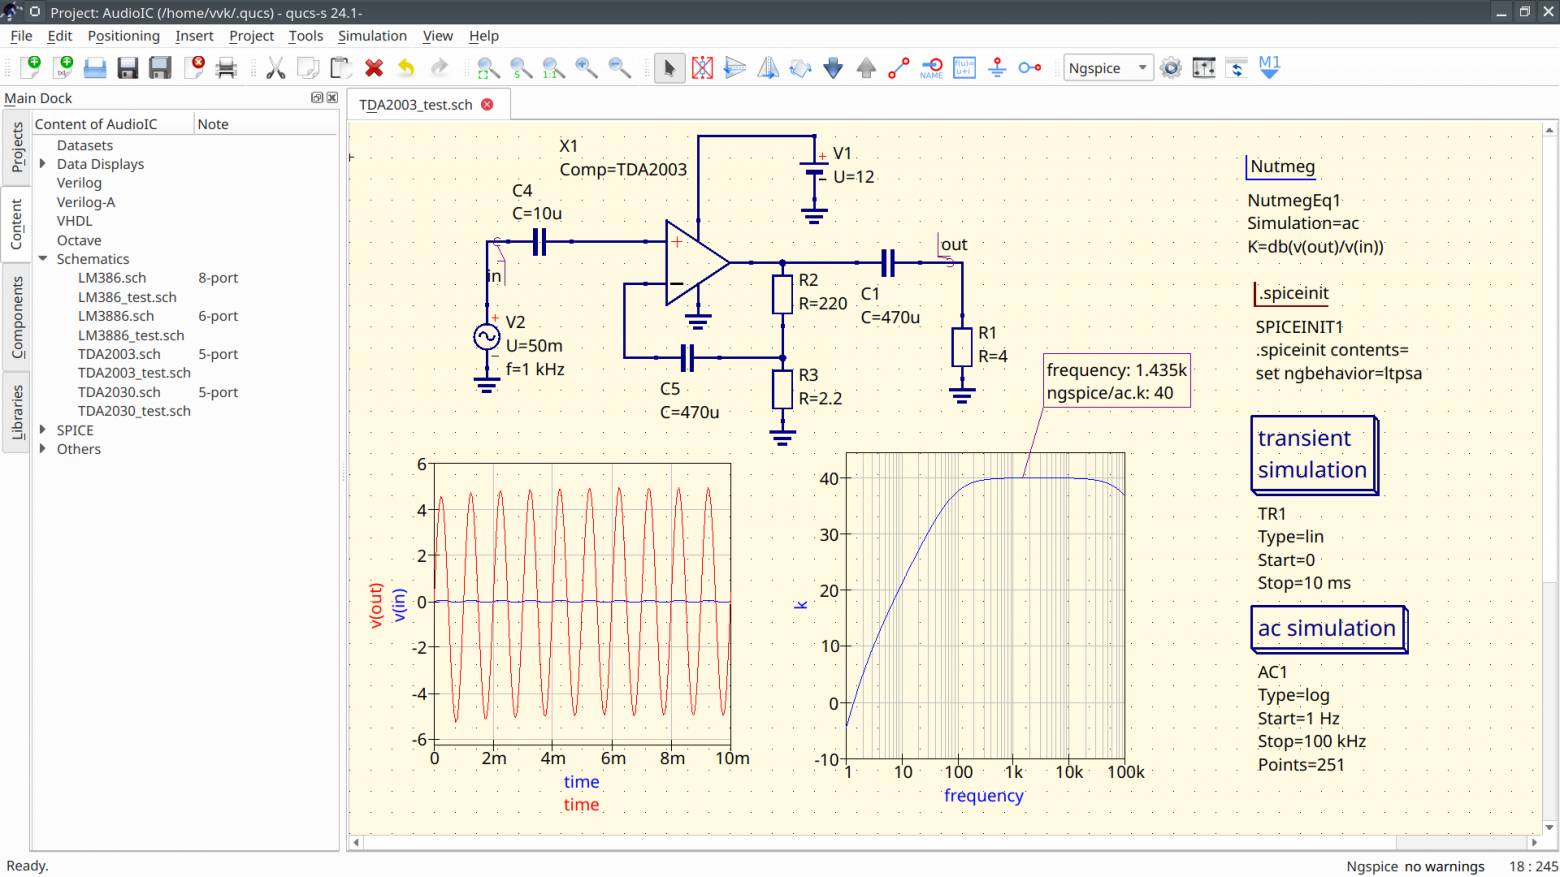 Project: AudioIC (/home/vvk/.qucs) - qucs-s 24.1-
File Edit Positioning Insert Project Tools Simulation View Help
txt
S
1:1
NAME
f(u)=
u+i
Ngspice
M1
Main Dock
Projects
Content
Components
Libraries
Content of AudioIC Note
Datasets
Data Displays
Verilog
Verilog-A
VHDL
Octave
Schematics
LM386.sch 8-port
LM386_test.sch
LM3886.sch 6-port
LM3886_test.sch
TDA2003.sch 5-port
TDA2003_test.sch
TDA2030.sch 5-port
TDA2030_test.sch
SPICE
Others
TDA2003_test.sch
X1
Comp=TDA2003
V1
U=12
C4
C=10u
in
V2
U=50m
f=1 kHz
C5
C=470u
R2
R=220
R3
R=2.2
C1
C=470u
out
R1
R=4
frequency: 1.435k
ngspice/ac.k: 40
Nutmeg
NutmegEq1
Simulation=ac
K=db(v(out)/v(in))
.spiceinit
SPICEINIT1
.spiceinit contents=
set ngbehavior=ltpsa
transient
simulation
TR1
Type=lin
Start=0
Stop=10 ms
ac simulation
AC1
Type=log
Start=1 Hz
Stop=100 kHz
Points=251
v(out)
v(in)
6
4
2
0
-2
-4
-6
0 2m 4m 6m 8m 10m
time
time
k
40
30
20
10
0
-10
1 10 100 1k 10k 100k
frequency
Ready.
Ngspice no warnings 18 : 245